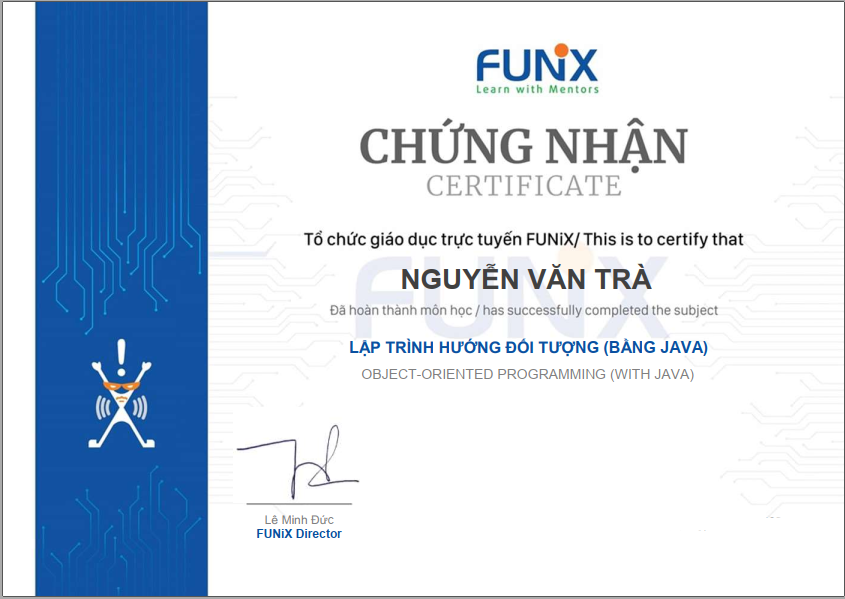 FUNiX
Learn with Mentors
CHỨNG NHẬN
CERTIFICATE
Tổ chức giáo dục trực tuyến FUNiX/ This is to certify that
NGUYỄN VĂN TRÀ
Đã hoàn thành môn học / has successfully completed the subject
LẬP TRÌNH HƯỚNG ĐỐI TƯỢNG (BẰNG JAVA)
OBJECT-ORIENTED PROGRAMMING (WITH JAVA)
Lê Minh Đức
FUNiX Director